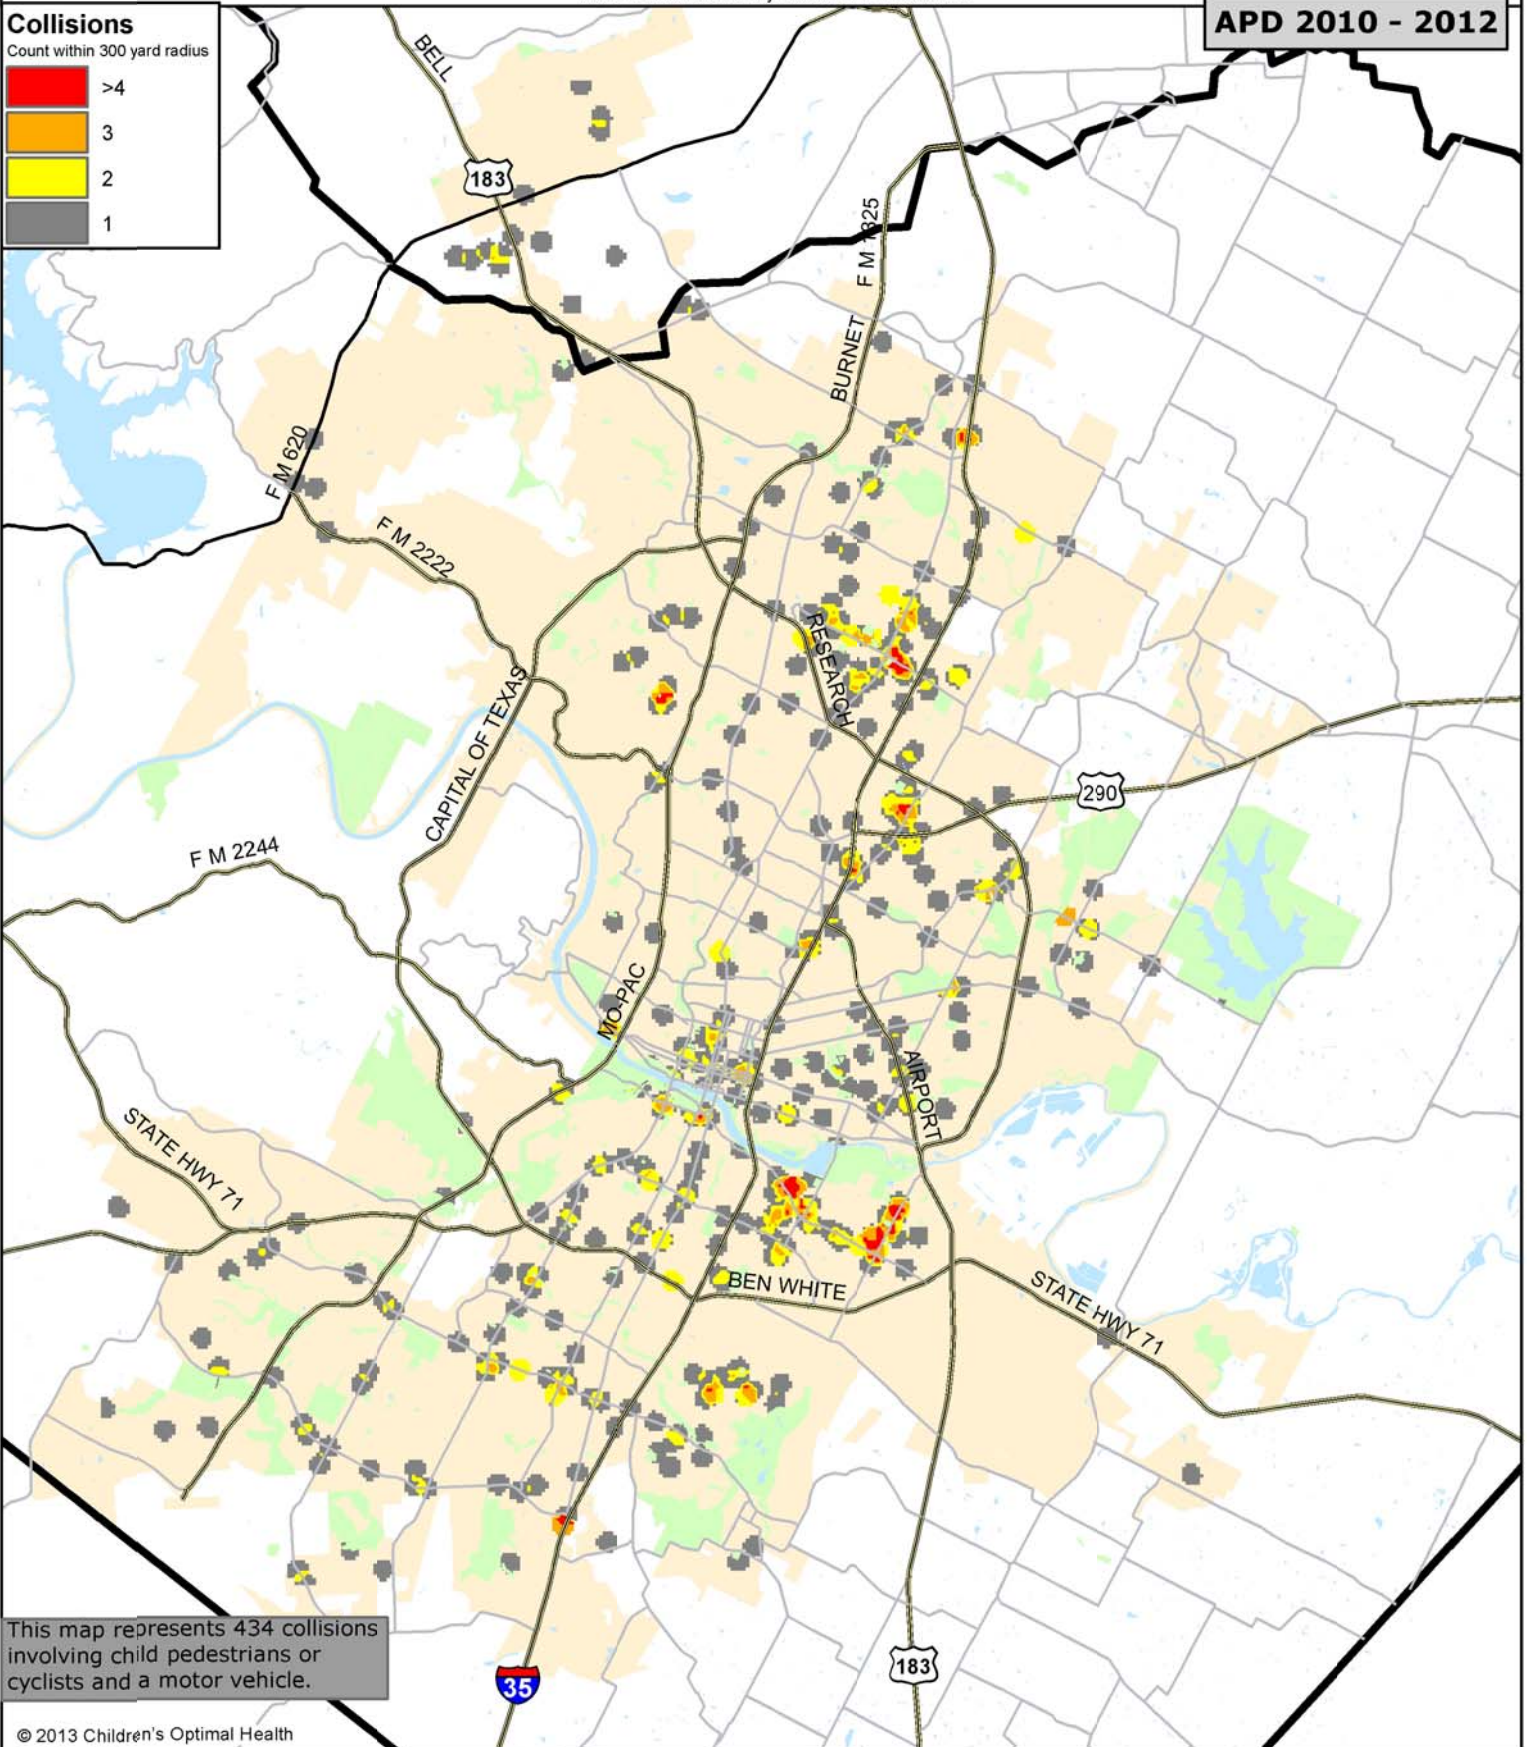 Collisions
Count within 300 yard radius
>4
3
2
1
APD 2010 - 2012
BELL
183
F M 1325
BURNET
F M 620
F M 2222
RESEARCH
CAPITAL OF TEXAS
290
F M 2244
MO-PAC
AIRPORT
STATE HWY 71
BEN WHITE
STATE HWY 71
This map represents 434 collisions
involving child pedestrians or
cyclists and a motor vehicle.
183
35
© 2013 Children's Optimal Health